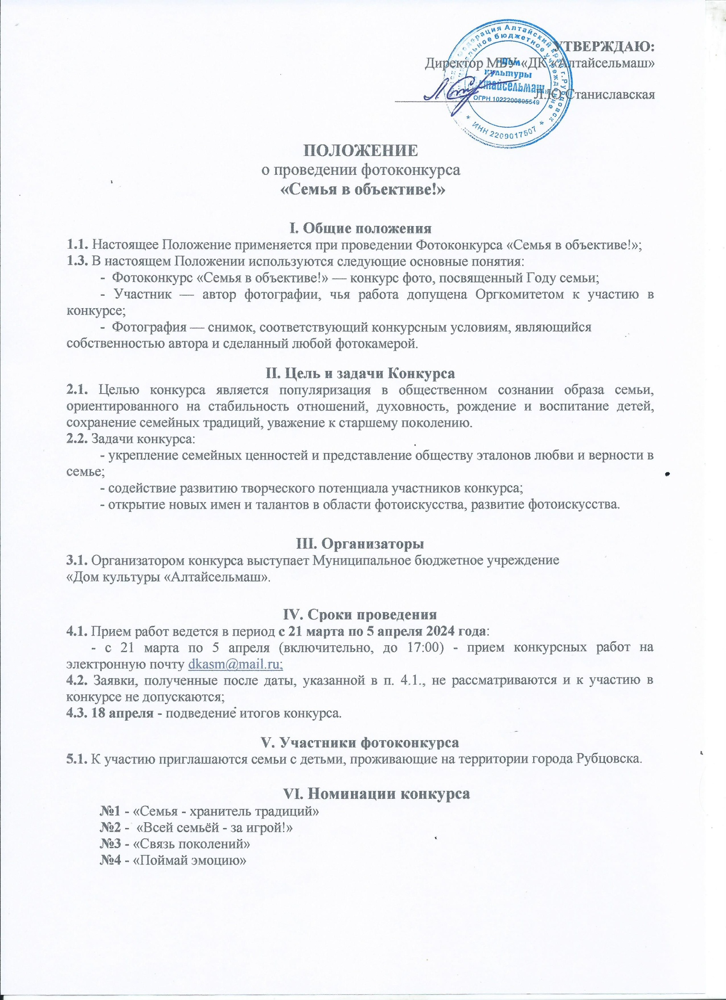 УТВЕРЖДАЮ:
Директор МБУ «ДК «Алтайсельмаш»
Л.Ю.Станиславская
Федерация Алтайский край г.Рубцовск
бюджетное учреждение
«Дом
культуры
Алтайсельмаш»
ОГРН 1022200805549
* ИНН 2209017507 *
ПОЛОЖЕНИЕ
о проведении фотоконкурса
«Семья в объективе!»
I. Общие положения
1.1. Настоящее Положение применяется при проведении Фотоконкурса «Семья в объективе!»;
1.3. В настоящем Положении используются следующие основные понятия:
- Фотоконкурс «Семья в объективе!» — конкурс фото, посвященный Году семьи;
- Участник — автор фотографии, чья работа допущена Оргкомитетом к участию в
конкурсе;
- Фотография — снимок, соответствующий конкурсным условиям, являющийся
собственностью автора и сделанный любой фотокамерой.
II. Цель и задачи Конкурса
2.1. Целью конкурса является популяризация в общественном сознании образа семьи,
ориентированного на стабильность отношений, духовность, рождение и воспитание детей,
сохранение семейных традиций, уважение к старшему поколению.
2.2. Задачи конкурса:
- укрепление семейных ценностей и представление обществу эталонов любви и верности в
семье;
- содействие развитию творческого потенциала участников конкурса;
- открытие новых имен и талантов в области фотоискусства, развитие фотоискусства.
III. Организаторы
3.1. Организатором конкурса выступает Муниципальное бюджетное учреждение
«Дом культуры «Алтайсельмаш».
IV. Сроки проведения
4.1. Прием работ ведется в период с 21 марта по 5 апреля 2024 года:
- с 21 марта по 5 апреля (включительно, до 17:00) - прием конкурсных работ на
электронную почту dkasm@mail.ru;
4.2. Заявки, полученные после даты, указанной в п. 4.1., не рассматриваются и к участию в
конкурсе не допускаются;
4.3. 18 апреля - подведение итогов конкурса.
V. Участники фотоконкурса
5.1. К участию приглашаются семьи с детьми, проживающие на территории города Рубцовска.
VI. Номинации конкурса
№1 - «Семья - хранитель традиций»
№2 - «Всей семьёй - за игрой!»
№3 - «Связь поколений»
№4 - «Поймай эмоцию»